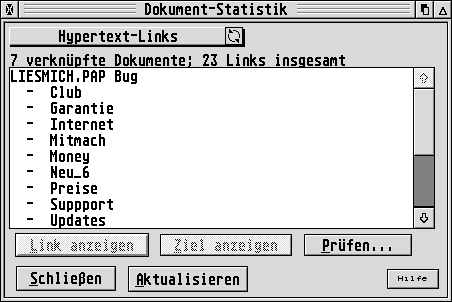 Dokument-Statistik
Hypertext-Links
7 verknüpfte Dokumente; 23 Links insgesamt
LIESMICH.PAP Bug
- Club
- Garantie
- Internet
- Mitmach
- Money
- Neu_6
- Preise
- Suppport
- Updates
Link anzeigen Ziel anzeigen Prüfen...
Schließen Aktualisieren Hilfe